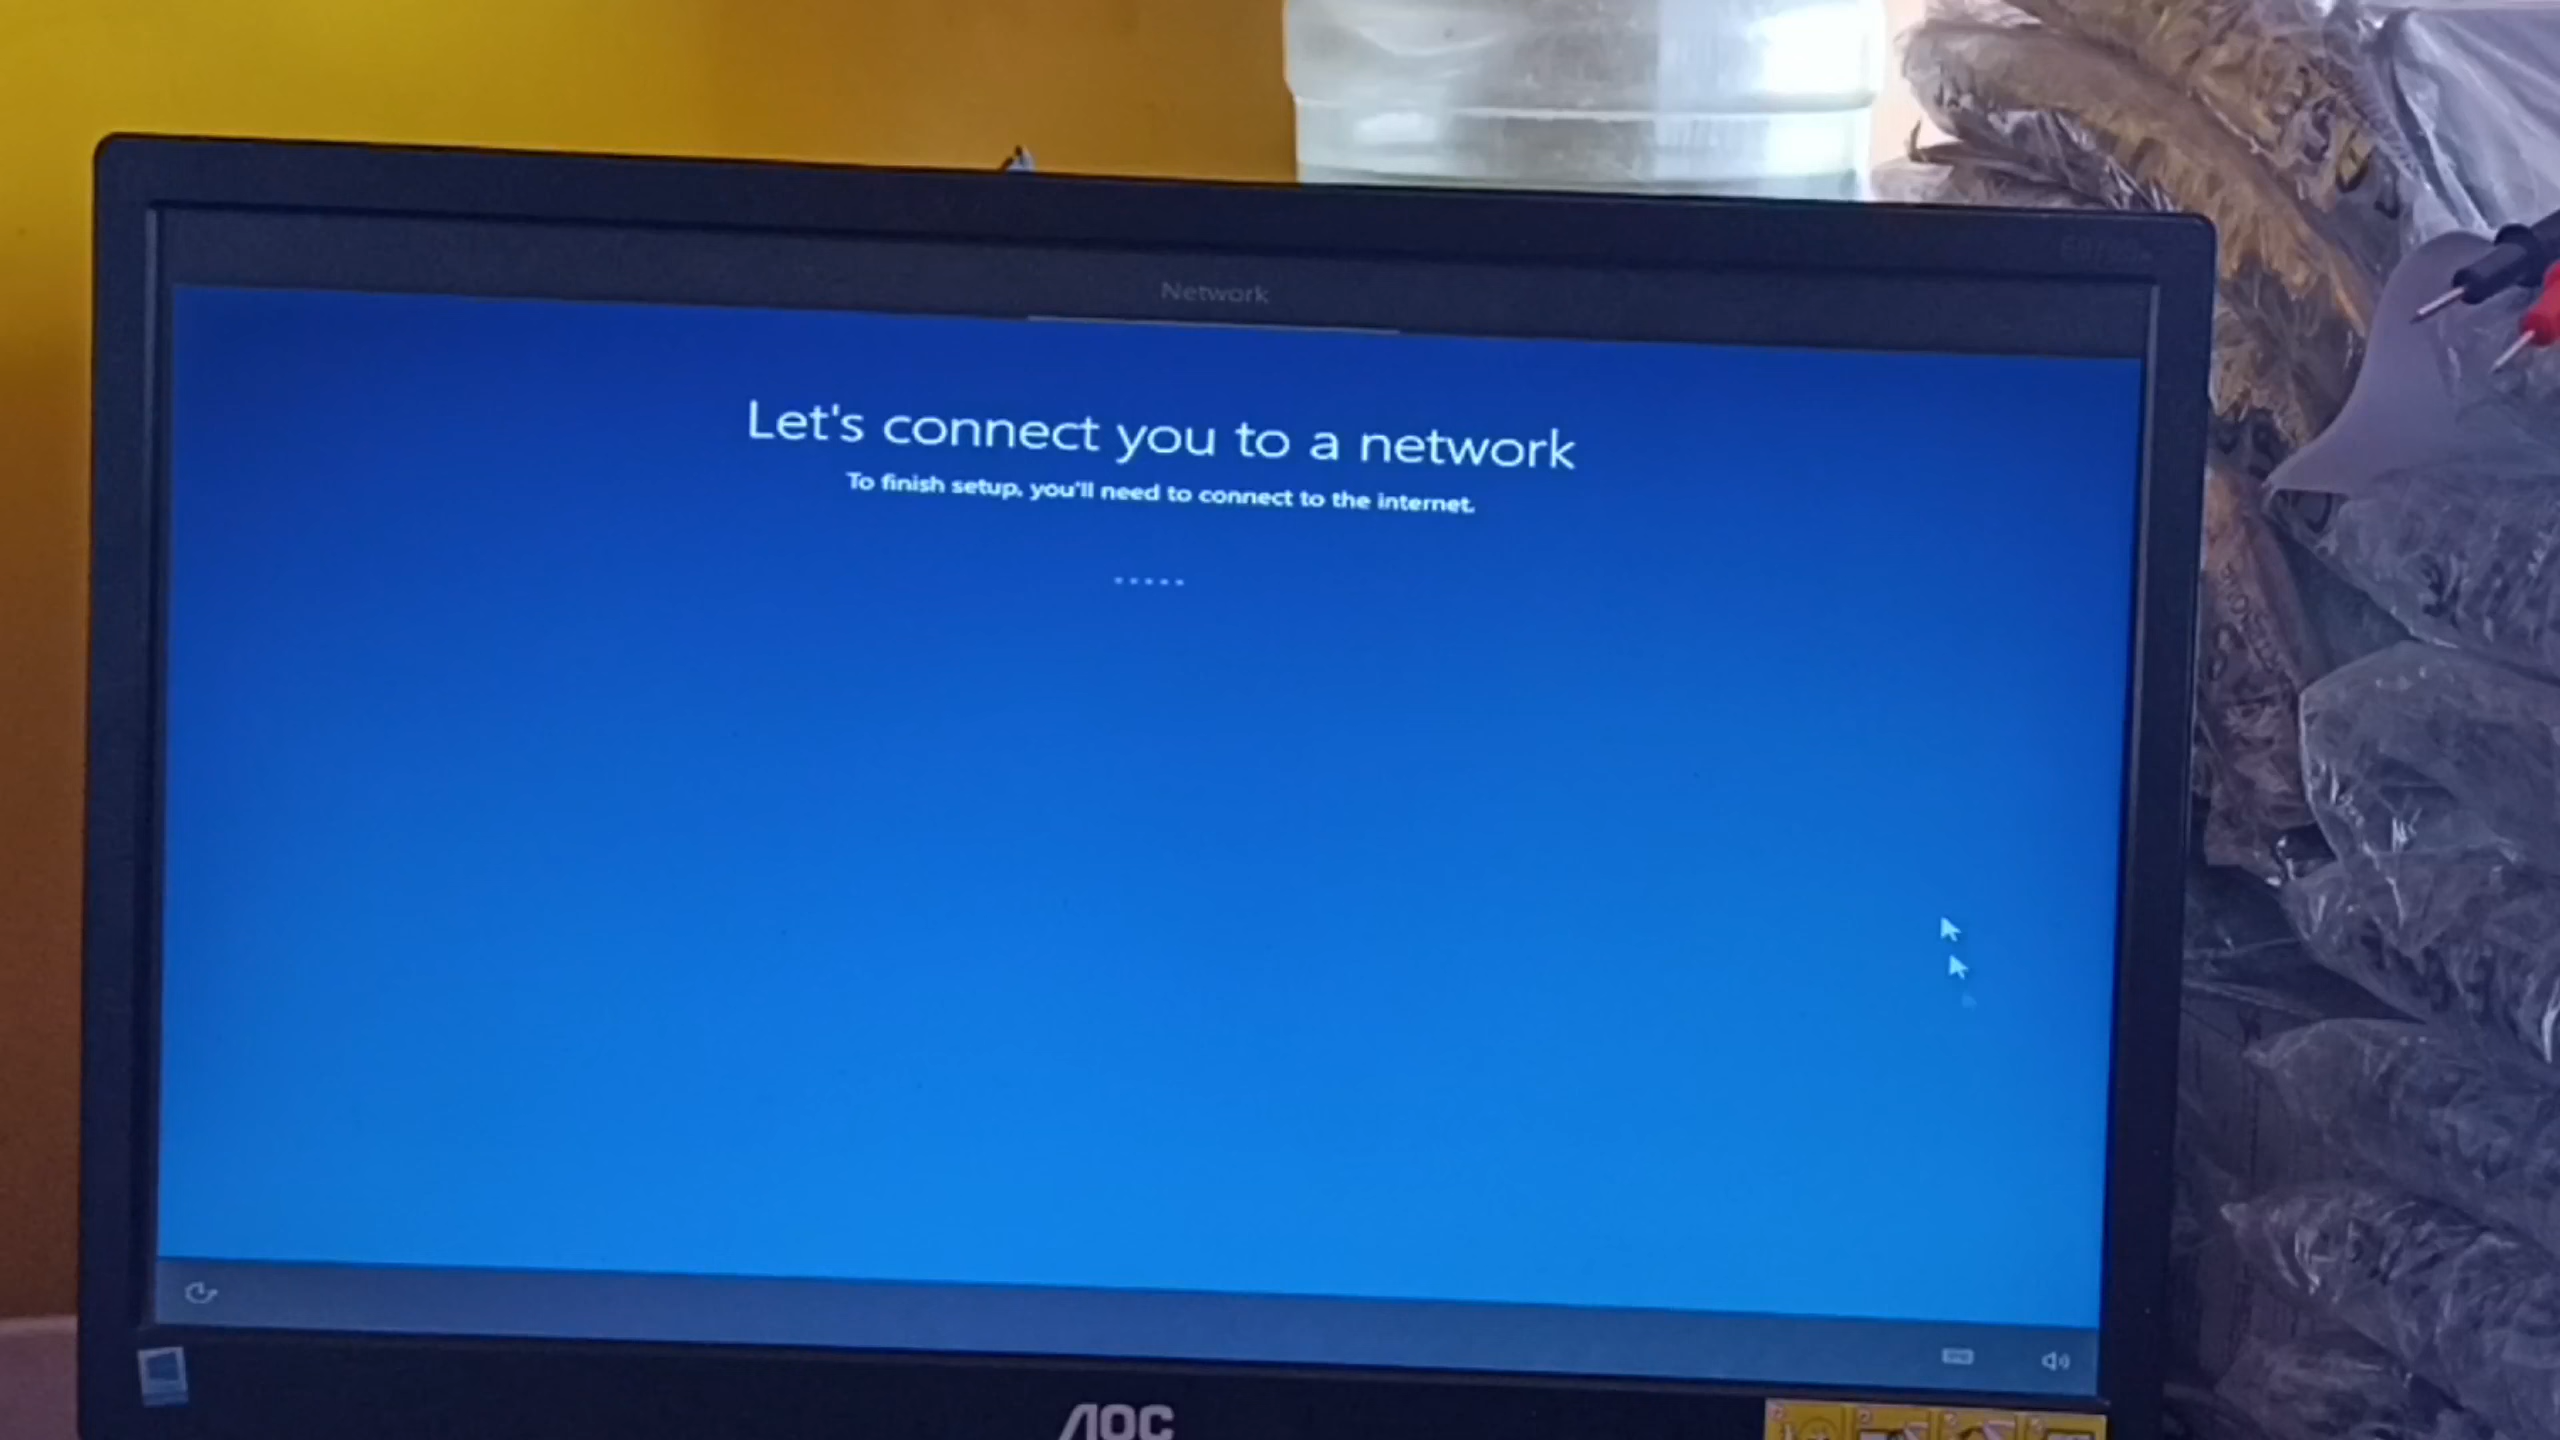 Network
Let's connect you to a network
To finish setup, you'll need to connect to the internet.
AOC